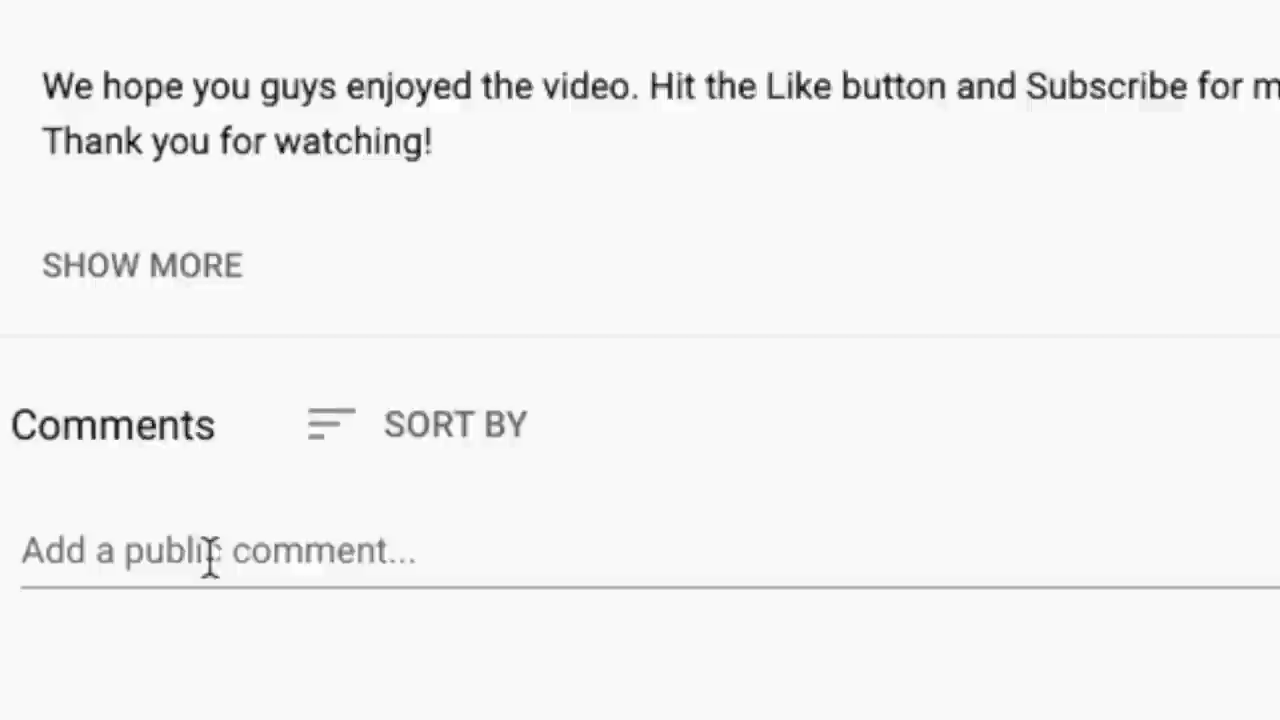 We hope you guys enjoyed the video. Hit the Like button and Subscribe for
Thank you for watching!
SHOW MORE
Comments
SORT BY
Add a public comment...